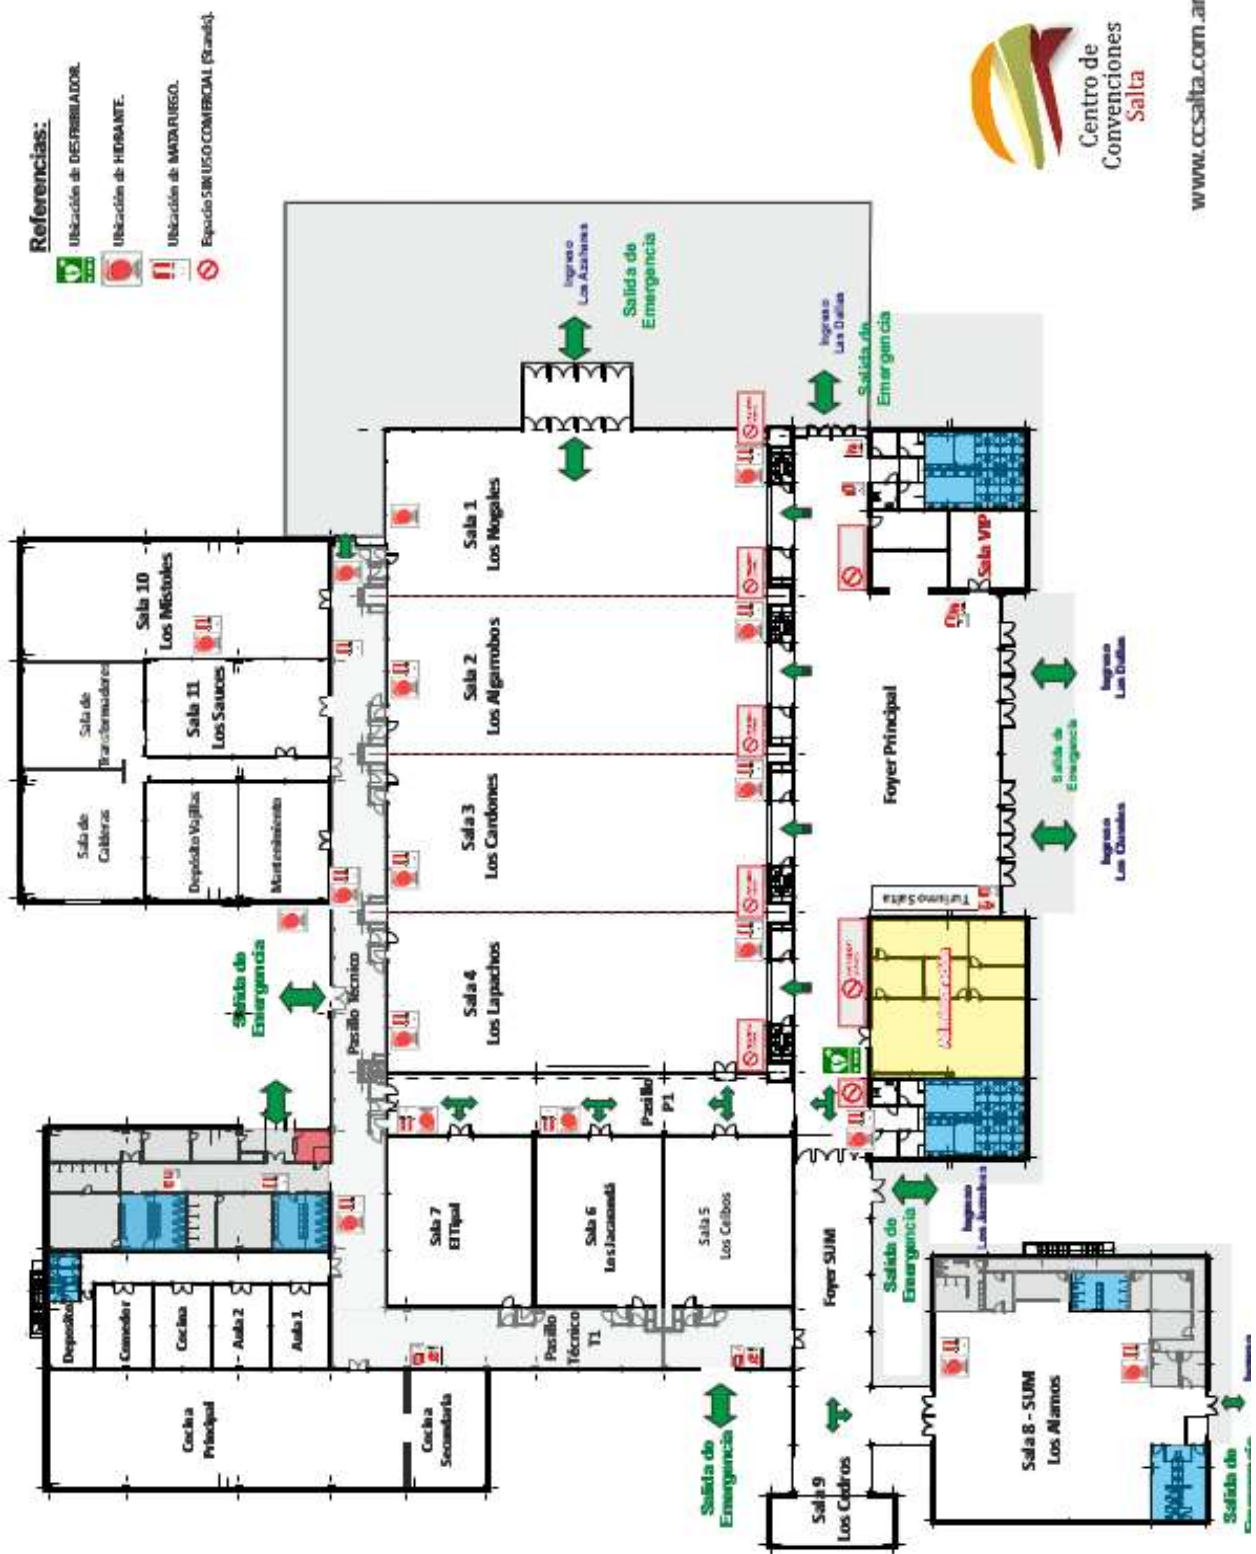 Referencias:
Ubicación de DESFRIBILADOR.
Ubicación de HIDRANTE.
Ubicación de MATAFUEGO.
Espacio SIN USO COMERCIAL (Stands).
Centro de
Convenciones
Salta
www.ccsalta.com.ar
Sala 10
Los Mistoles
Sala de
Transformadores
Sala 11
Los Sauces
Sala de
Calderas
Depósito Vajillas
Mantenimiento
Salida de
Emergencia
Pasillo Técnico
Ingreso
Los Azahares
Salida de
Emergencia
Ingreso
Las Dalias
Salida de
Emergencia
Sala 1
Los Nogales
Sala 2
Los Algarrobos
Sala 3
Los Cardones
Sala 4
Los Lapachos
Pasillo
P1
Sala VIP
Foyer Principal
Ingreso
Las Dalias
Salida de
Emergencia
Ingreso
Los Claveles
Turismo Salta
Administración
Sala 7
El Tipal
Sala 6
Los Jacarandá
Sala 5
Los Ceibos
Foyer SUM
Salida de
Emergencia
Ingreso
Los Jazmines
Deposito
Comedor
Cocina
Aula 2
Aula 1
Pasillo
Técnico
T1
Cocina
Principal
Cocina
Secundaria
Salida de
Emergencia
Sala 9
Los Cedros
Sala 8 - SUM
Los Alamos
Ingreso
Salida de